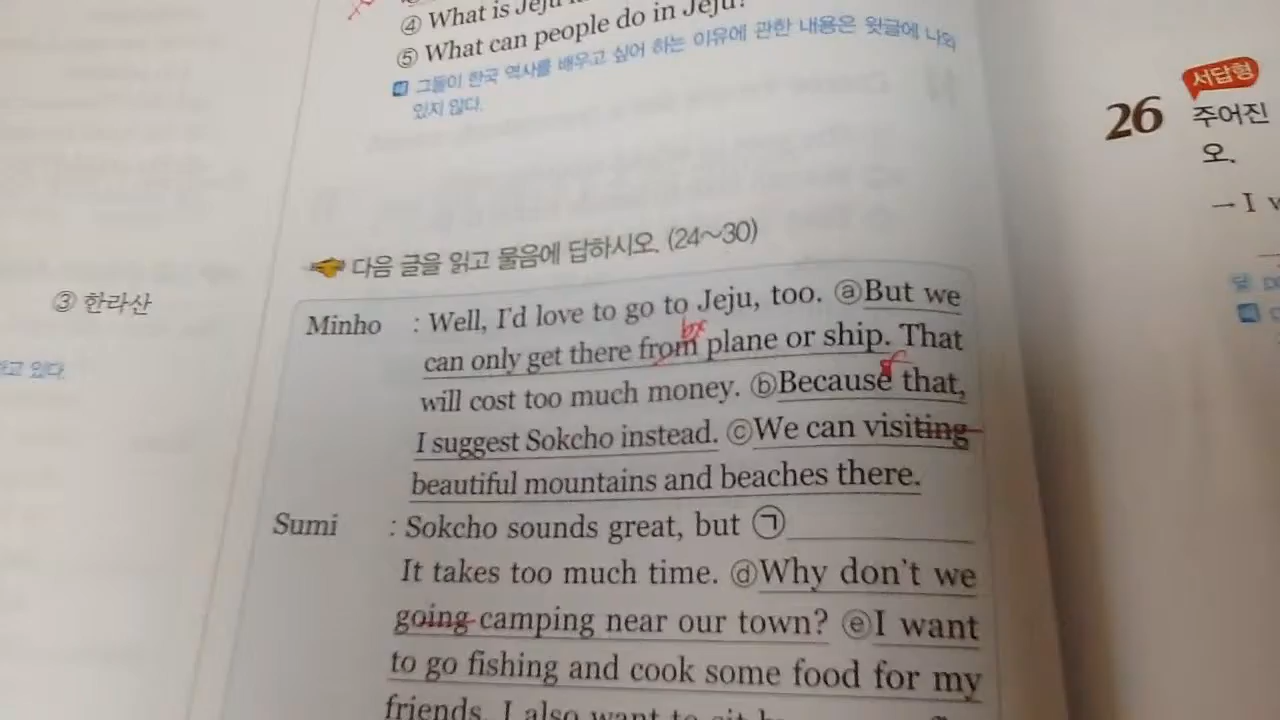 ④ What is Jeju
⑤ What can people do in Jeju?
그들이 한국 역사를 배우고 싶어 하는 이유에 관한 내용은 윗글에 나와
있지 않다.
③ 한라산
고 있다.
다음 글을 읽고 물음에 답하시오. (24~30)
Minho : Well, I'd love to go to Jeju, too. ⓐBut we
by
can only get there from plane or ship. That
of
will cost too much money. ⓑBecause that,
I suggest Sokcho instead. ⓒWe can visiting
beautiful mountains and beaches there.
Sumi : Sokcho sounds great, but ㉠
It takes too much time. ⓓWhy don't we
going camping near our town? ⓔI want
to go fishing and cook some food for my
friends. I also want to sit
서답형
26 주어진
오.
→ I